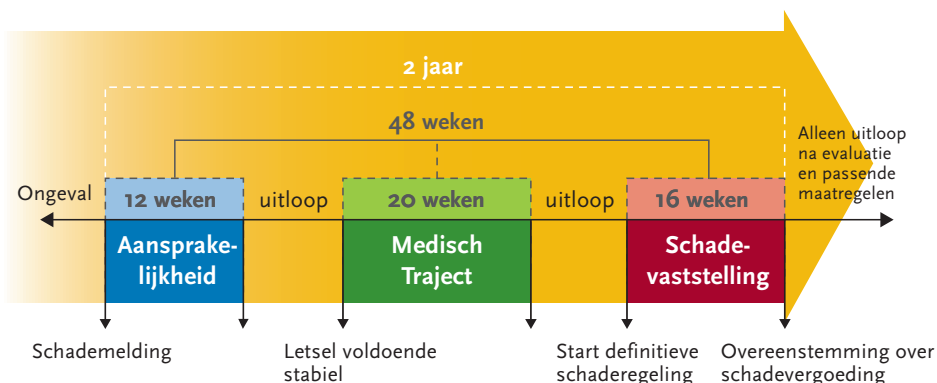 2 jaar
48 weken
Alleen uitloop
na evaluatie
en passende
maatregelen
Ongeval
12 weken
uitloop
20 weken
uitloop
16 weken
Aansprake-
lijkheid
Medisch
Traject
Schade-
vaststelling
Schademelding
Letsel voldoende
stabiel
Start definitieve
schaderegeling
Overeenstemming over
schadevergoeding